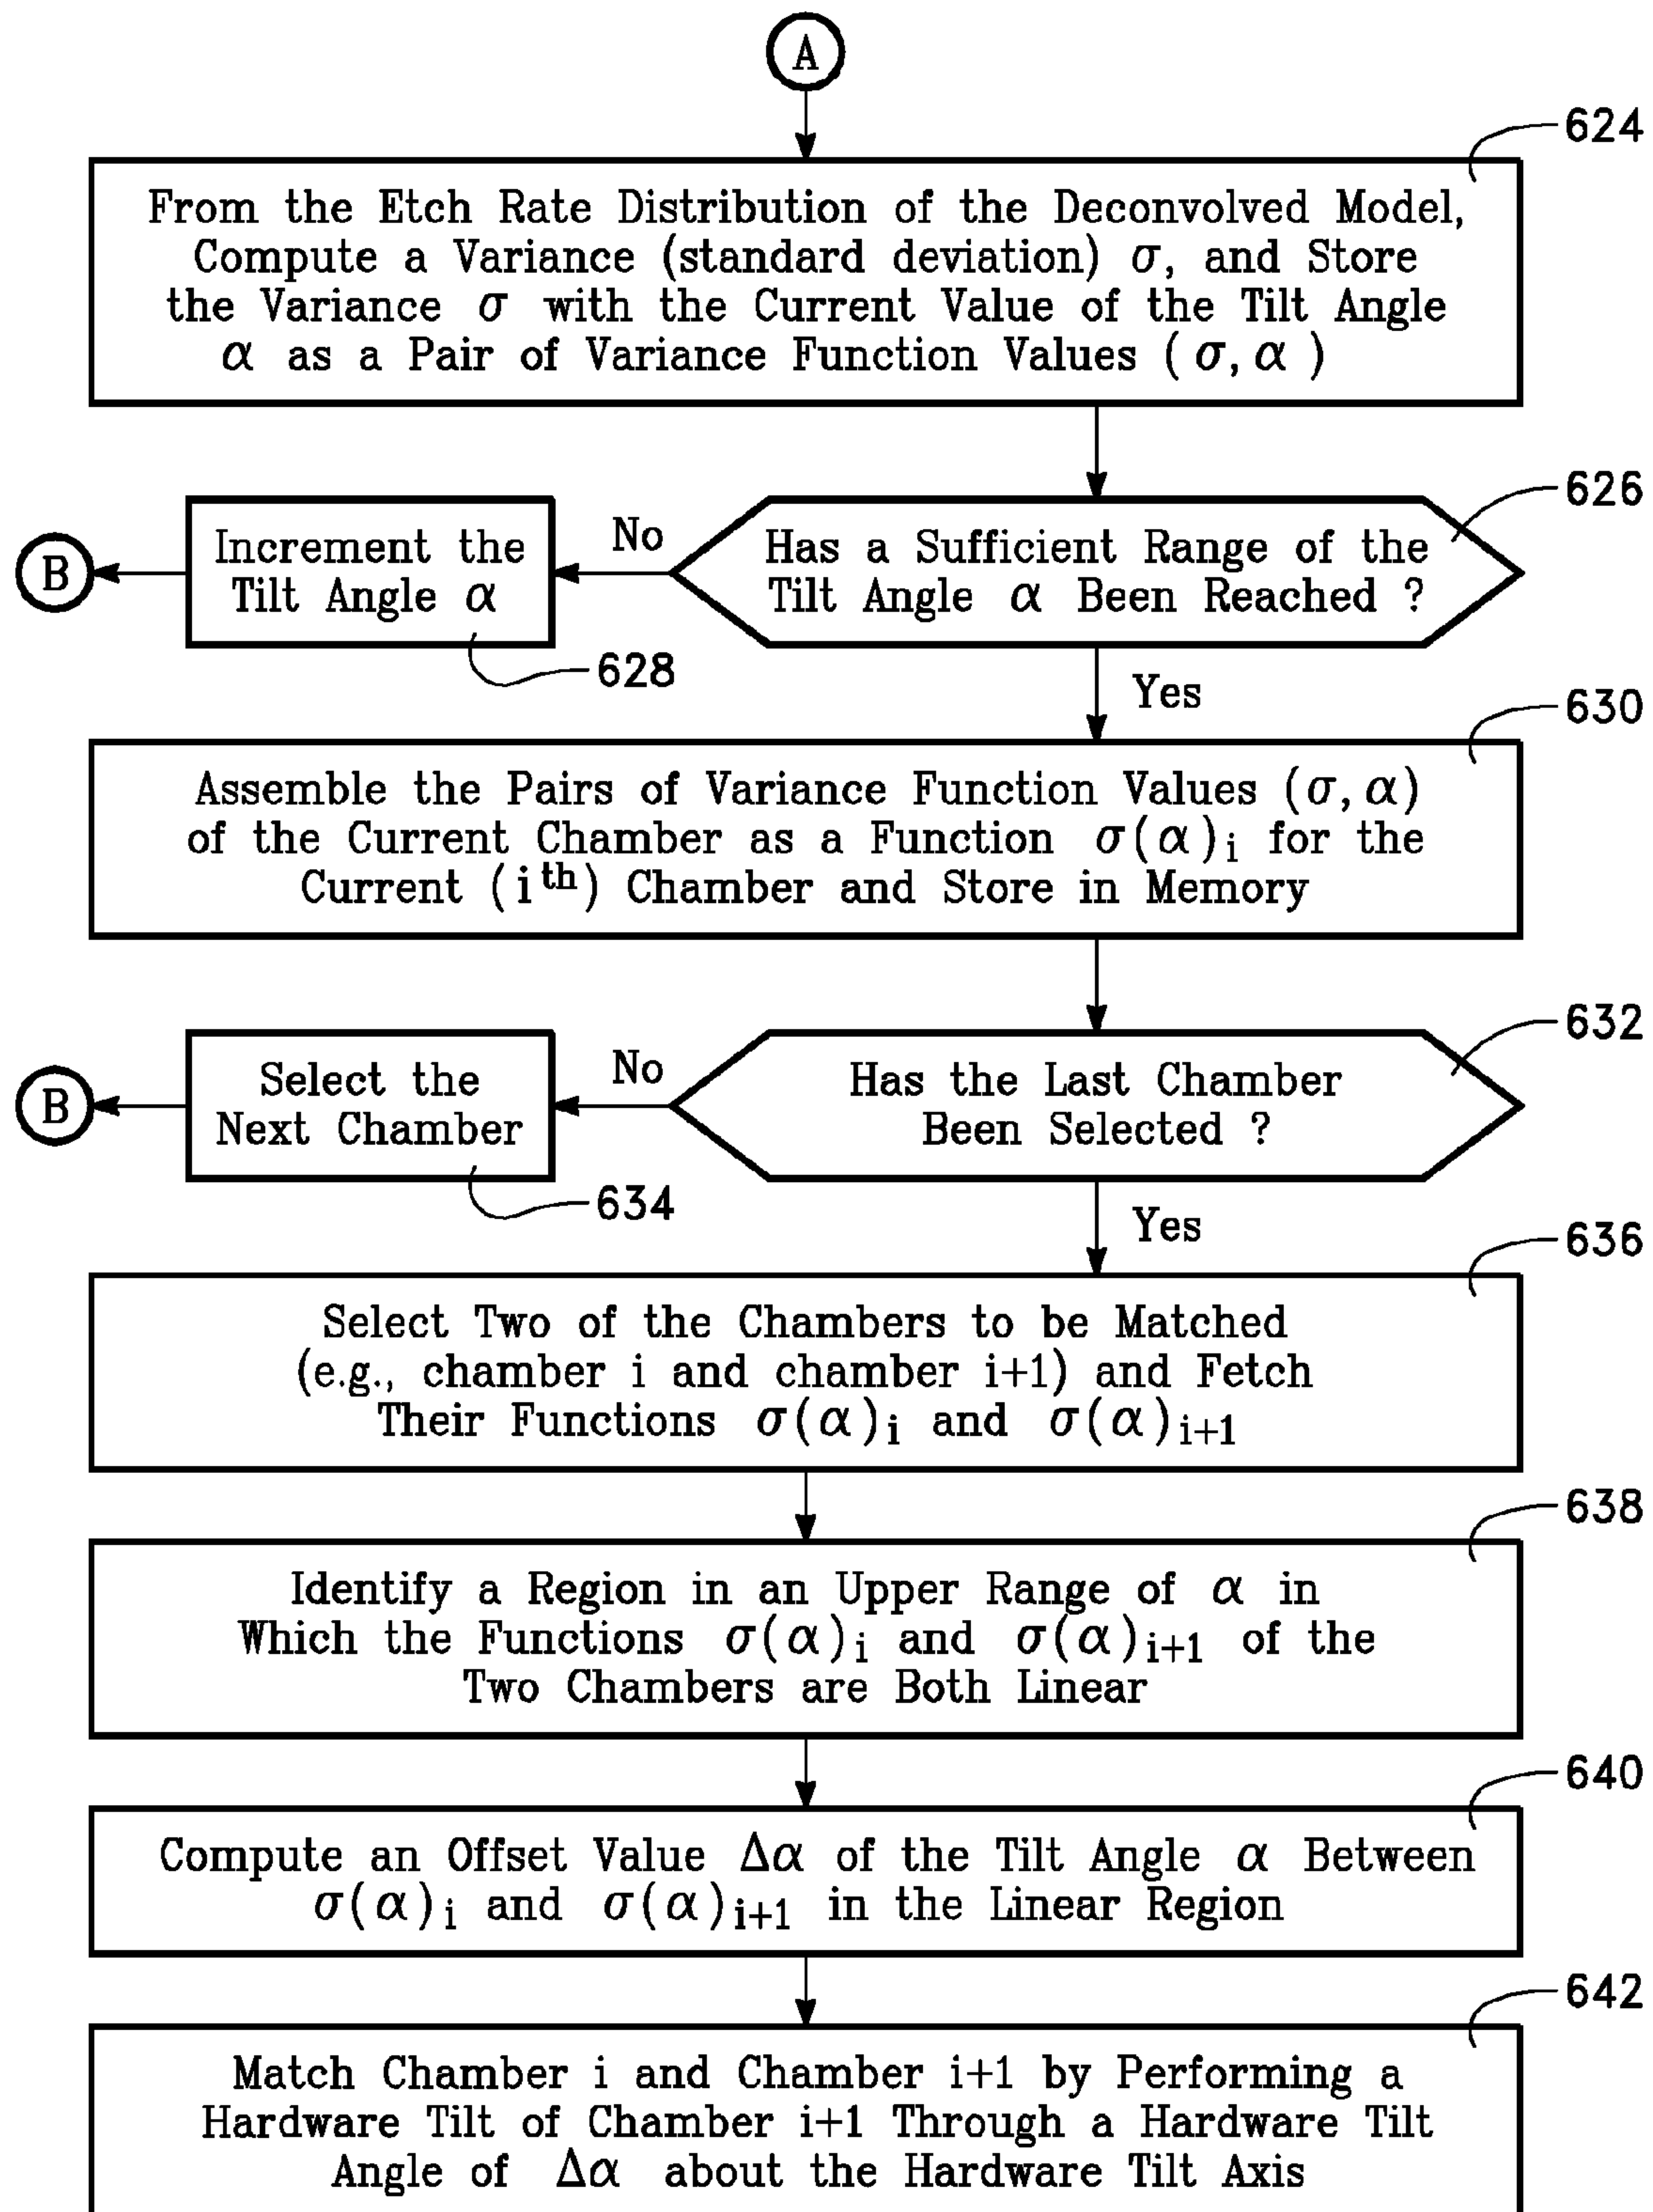 A
624
From the Etch Rate Distribution of the Deconvolved Model,
Compute a Variance (standard deviation) σ, and Store
the Variance σ with the Current Value of the Tilt Angle
α as a Pair of Variance Function Values (σ,α)
626
Has a Sufficient Range of the
Tilt Angle α Been Reached ?
No
Increment the
Tilt Angle α
B
628
Yes
630
Assemble the Pairs of Variance Function Values (σ,α)
of the Current Chamber as a Function σ(α)i for the
Current (ith) Chamber and Store in Memory
632
Has the Last Chamber
Been Selected ?
No
Select the
Next Chamber
B
634
Yes
636
Select Two of the Chambers to be Matched
(e.g., chamber i and chamber i+1) and Fetch
Their Functions σ(α)i and σ(α)i+1
638
Identify a Region in an Upper Range of α in
Which the Functions σ(α)i and σ(α)i+1 of the
Two Chambers are Both Linear
640
Compute an Offset Value Δα of the Tilt Angle α Between
σ(α)i and σ(α)i+1 in the Linear Region
642
Match Chamber i and Chamber i+1 by Performing a
Hardware Tilt of Chamber i+1 Through a Hardware Tilt
Angle of Δα about the Hardware Tilt Axis